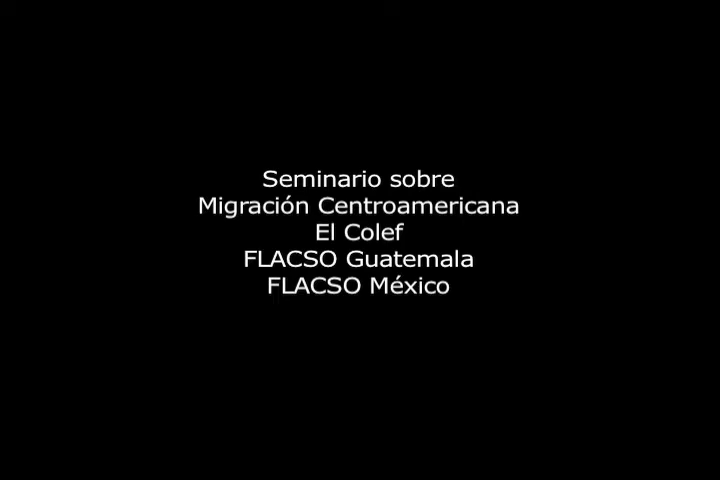 Seminario sobre
Migración Centroamericana
El Colef
FLACSO Guatemala
FLACSO México